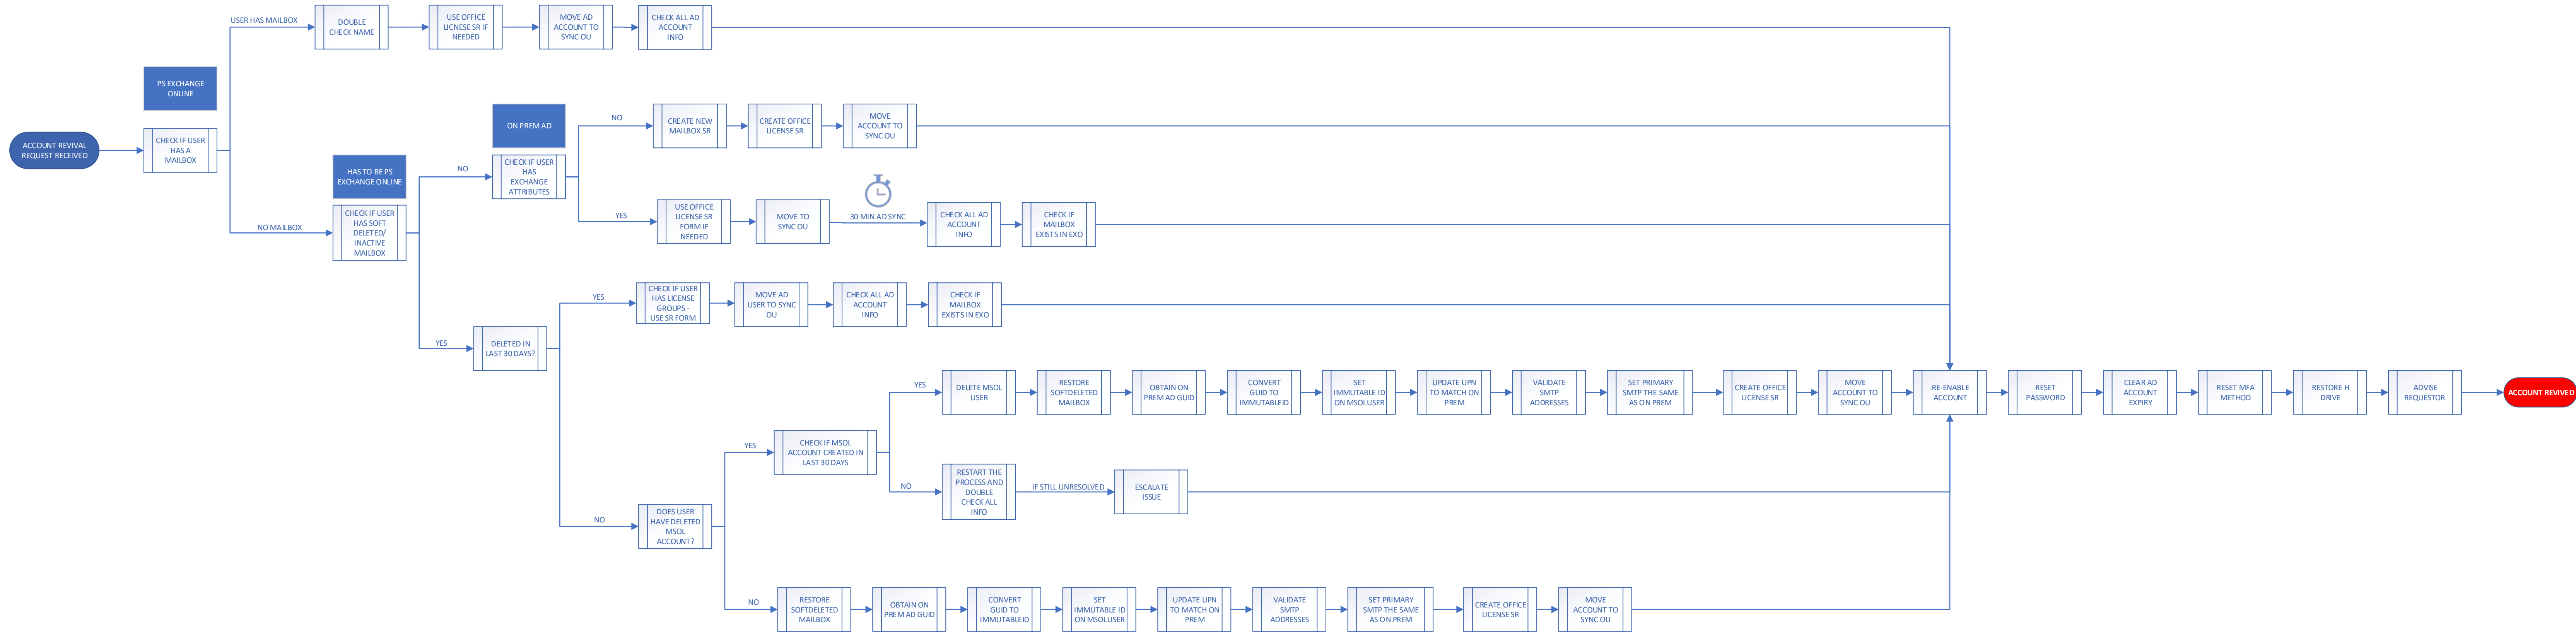 USER HAS MAILBOX
DOUBLE
CHECK NAME
USE OFFICE
LICNESE SR IF
NEEDED
MOVE AD
ACCOUNT TO
SYNC OU
CHECK ALL AD
ACCOUNT
INFO
PS EXCHANGE
ONLINE
ACCOUNT REVIVAL
REQUEST RECEIVED
CHECK IF USER
HAS A
MAILBOX
NO MAILBOX
HAS TO BE PS
EXCHANGE ONLINE
CHECK IF USER
HAS SOFT
DELETED/
INACTIVE
MAILBOX
NO
ON PREM AD
CHECK IF USER
HAS
EXCHANGE
ATTRIBUTES
NO
CREATE NEW
MAILBOX SR
CREATE OFFICE
LICENSE SR
MOVE
ACCOUNT TO
SYNC OU
YES
USE OFFICE
LICENSE SR
FORM IF
NEEDED
MOVE TO
SYNC OU
30 MIN AD SYNC
CHECK ALL AD
ACCOUNT
INFO
CHECK IF
MAILBOX
EXISTS IN EXO
YES
DELETED IN
LAST 30 DAYS?
YES
CHECK IF USER
HAS LICENSE
GROUPS -
USE SR FORM
MOVE AD
USER TO SYNC
OU
CHECK ALL AD
ACCOUNT
INFO
CHECK IF
MAILBOX
EXISTS IN EXO
NO
DOES USER
HAVE DELETED
MSOL
ACCOUNT?
YES
CHECK IF MSOL
ACCOUNT CREATED IN
LAST 30 DAYS
YES
DELETE MSOL
USER
RESTORE
SOFTDELETED
MAILBOX
OBTAIN ON
PREM AD GUID
CONVERT
GUID TO
IMMUTABLEID
SET
IMMUTABLE ID
ON MSOLUSER
UPDATE UPN
TO MATCH ON
PREM
VALIDATE
SMTP
ADDRESSES
SET PRIMARY
SMTP THE SAME
AS ON PREM
CREATE OFFICE
LICENSE SR
MOVE
ACCOUNT TO
SYNC OU
RE-ENABLE
ACCOUNT
RESET
PASSWORD
CLEAR AD
ACCOUNT
EXPIRY
RESET MFA
METHOD
RESTORE H
DRIVE
ADVISE
REQUESTOR
ACCOUNT REVIVED
NO
RESTART THE
PROCESS AND
DOUBLE
CHECK ALL
INFO
IF STILL UNRESOLVED
ESCALATE
ISSUE
NO
RESTORE
SOFTDELETED
MAILBOX
OBTAIN ON
PREM AD GUID
CONVERT
GUID TO
IMMUTABLEID
SET
IMMUTABLE ID
ON MSOLUSER
UPDATE UPN
TO MATCH ON
PREM
VALIDATE
SMTP
ADDRESSES
SET PRIMARY
SMTP THE SAME
AS ON PREM
CREATE OFFICE
LICENSE SR
MOVE
ACCOUNT TO
SYNC OU